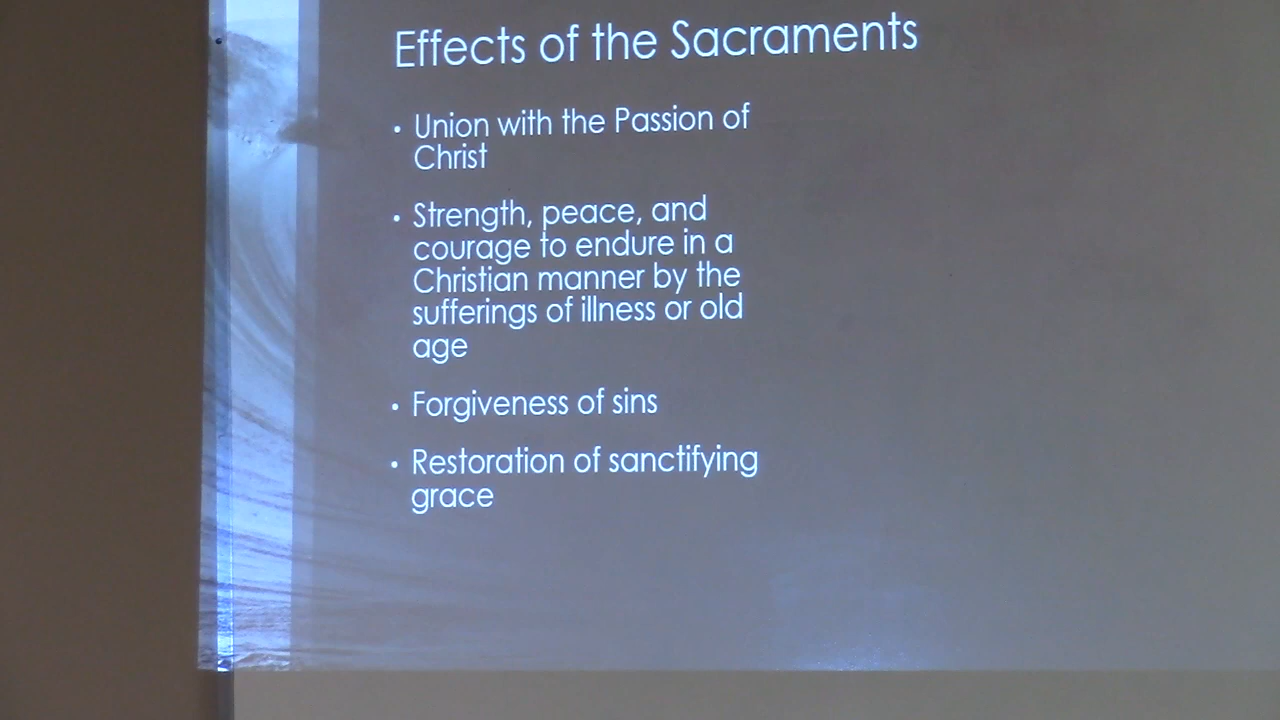 Effects of the Sacraments
• Union with the Passion of
Christ
• Strength, peace, and
courage to endure in a
Christian manner by the
sufferings of illness or old
age
• Forgiveness of sins
• Restoration of sanctifying
grace